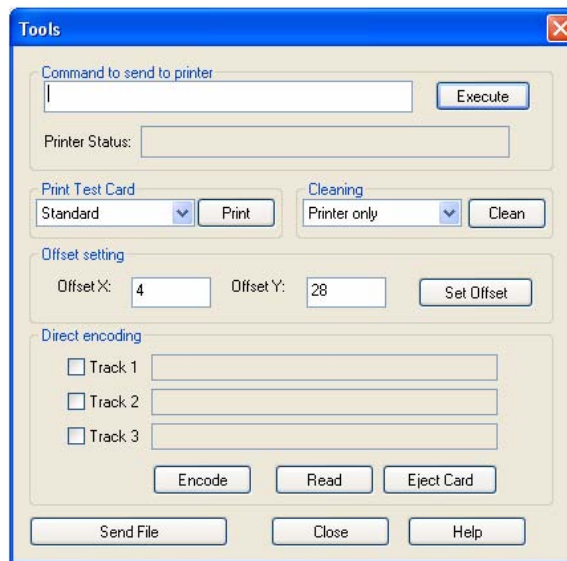 Tools
Command to send to printer
Execute
Printer Status:
Print Test Card
Cleaning
Standard Print Printer only Clean
Offset setting
Offset X: 4 Offset Y: 28 Set Offset
Direct encoding
Track 1
Track 2
Track 3
Encode Read Eject Card
Send File Close Help